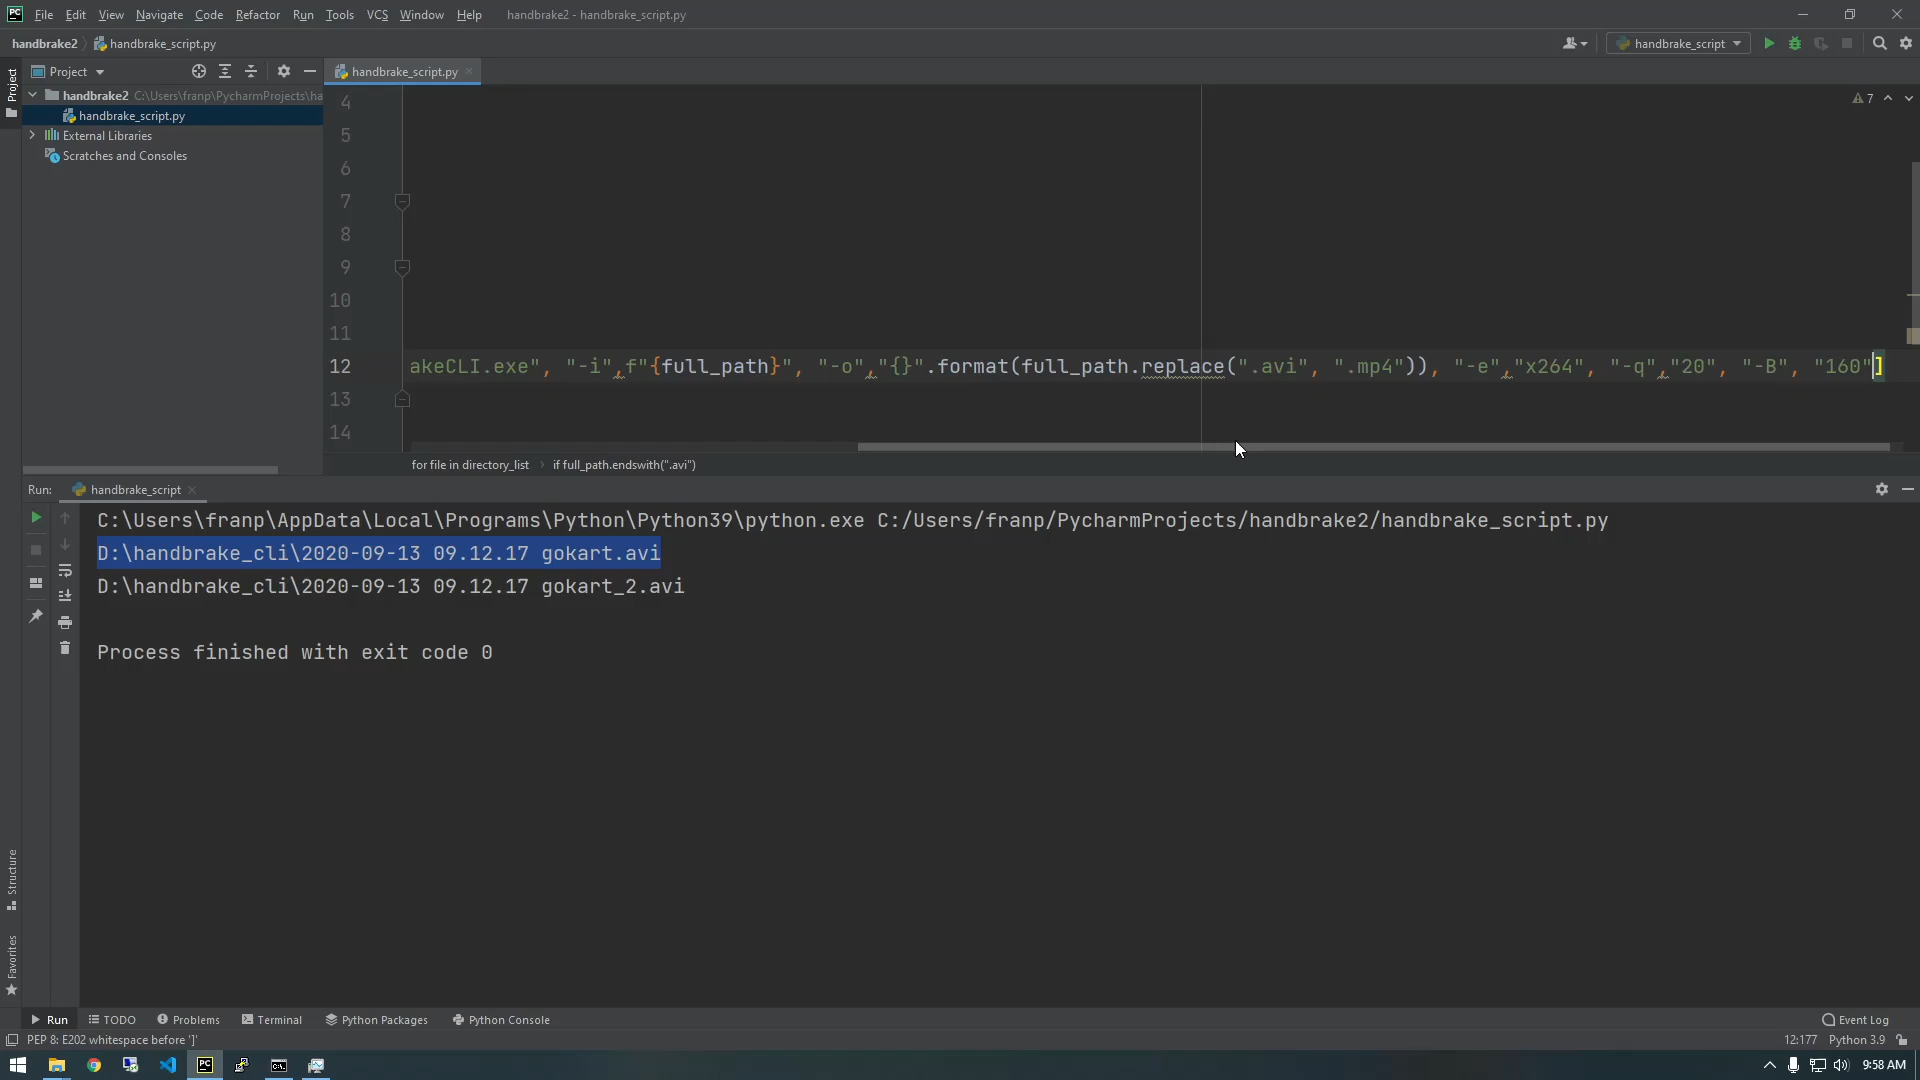 PC File Edit View Navigate Code Refactor Run Tools VCS Window Help handbrake2 - handbrake_script.py
handbrake2 handbrake_script.py handbrake_script
Project Project handbrake_script.py
handbrake2 C:\Users\franp\PycharmProjects\ha
handbrake_script.py
External Libraries
Scratches and Consoles
7
4
5
6
7
8
9
10
11
12 akeCLI.exe", "-i",f"{full_path}", "-o","{}".format(full_path.replace(".avi", ".mp4")), "-e","x264", "-q","20", "-B", "160"]
13
14
for file in directory_list if full_path.endswith(".avi")
Run: handbrake_script
C:\Users\franp\AppData\Local\Programs\Python\Python39\python.exe C:/Users/franp/PycharmProjects/handbrake2/handbrake_script.py
D:\handbrake_cli\2020-09-13 09.12.17 gokart.avi
D:\handbrake_cli\2020-09-13 09.12.17 gokart_2.avi
Process finished with exit code 0
Structure
Favorites
Run TODO Problems Terminal Python Packages Python Console Event Log
PEP 8: E202 whitespace before ']' 12:177 Python 3.9
PC 9:58 AM